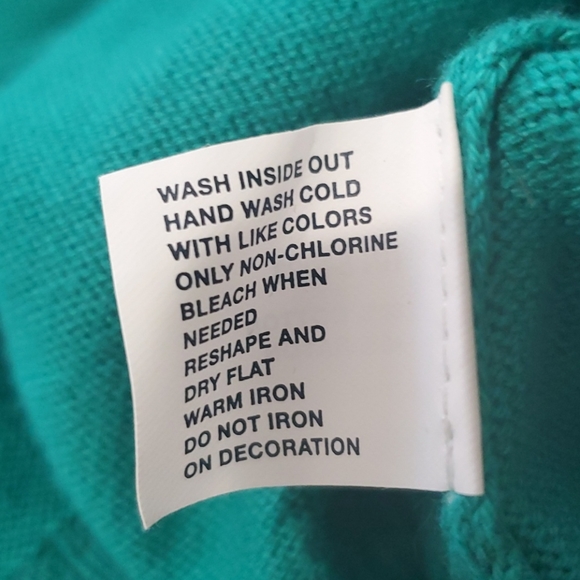 WASH INSIDE OUT
HAND WASH COLD
WITH LIKE COLORS
ONLY NON-CHLORINE
BLEACH WHEN
NEEDED
RESHAPE AND
DRY FLAT
WARM IRON
DO NOT IRON
ON DECORATION